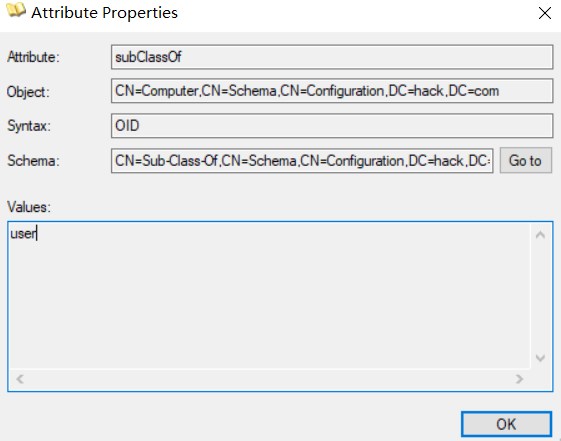 Attribute Properties
Attribute: subClassOf
Object: CN=Computer,CN=Schema,CN=Configuration,DC=hack,DC=com
Syntax: OID
Schema: CN=Sub-Class-Of,CN=Schema,CN=Configuration,DC=hack,DC= Go to
Values:
user
OK